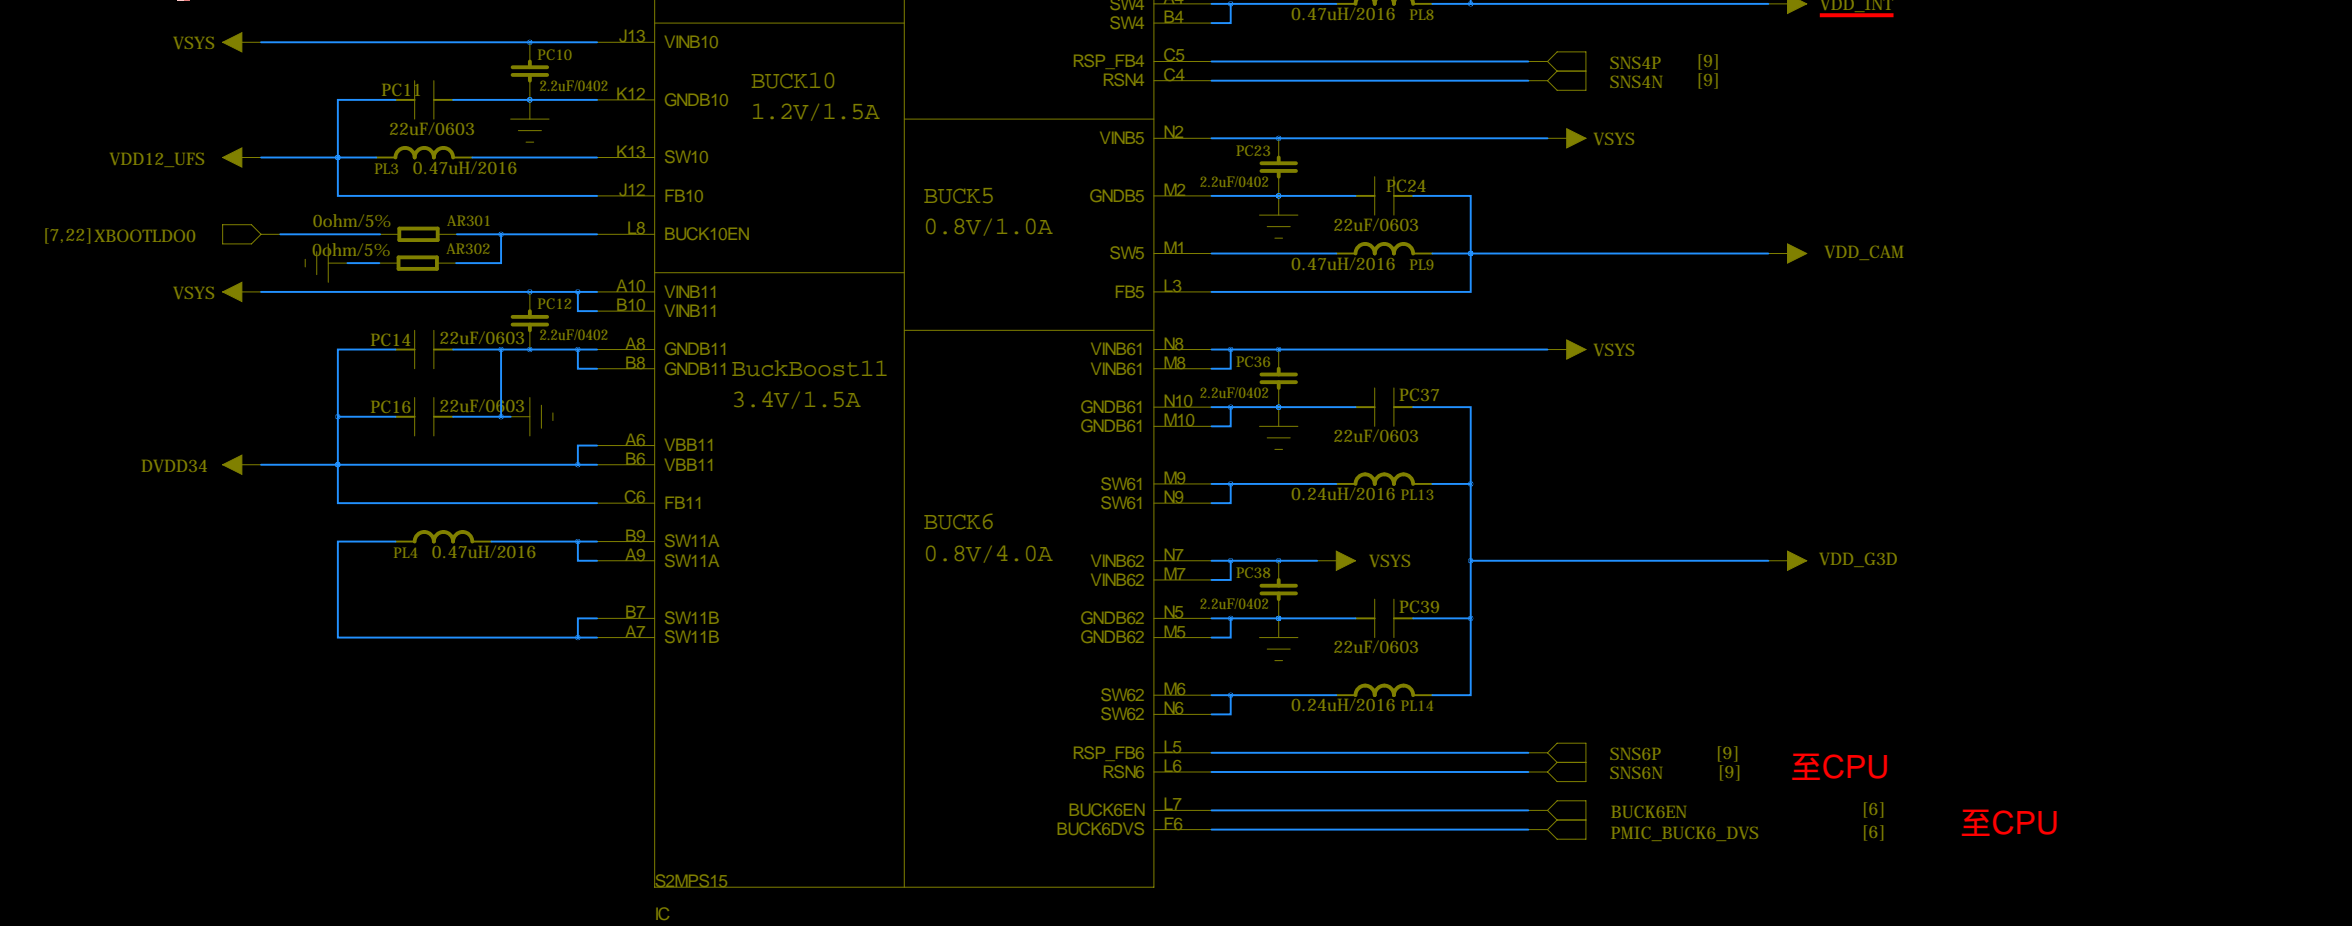 SW4
B4
SW4
0.47uH/2016 PL8
VDD_INT
VSYS
J13
VINB10
PC10
2.2uF/0402
PC11
K12
GNDB10
22uF/0603
BUCK10
1.2V/1.5A
VDD12_UFS
K13
SW10
PL3 0.47uH/2016
J12
FB10
[7,22]XBOOTLDO0
0ohm/5%
AR301
L8
BUCK10EN
0ohm/5%
AR302
VSYS
A10
VINB11
B10
VINB11
PC12
2.2uF/0402
PC14
22uF/0603
A8
GNDB11
B8
GNDB11
BuckBoost11
3.4V/1.5A
PC16
22uF/0603
A6
VBB11
DVDD34
B6
VBB11
C6
FB11
B9
SW11A
PL4 0.47uH/2016
A9
SW11A
B7
SW11B
A7
SW11B
S2MPS15
IC
RSP_FB4
C5
SNS4P [9]
RSN4
C4
SNS4N [9]
VINB5
N2
VSYS
PC23
2.2uF/0402
GNDB5
M2
PC24
22uF/0603
BUCK5
0.8V/1.0A
SW5
M1
0.47uH/2016 PL9
VDD_CAM
FB5
L3
VINB61
N8
VSYS
VINB61
M8
PC36
2.2uF/0402
GNDB61
N10
PC37
GNDB61
M10
22uF/0603
SW61
M9
SW61
N9
0.24uH/2016 PL13
BUCK6
0.8V/4.0A
VINB62
N7
VSYS
VDD_G3D
VINB62
M7
PC38
2.2uF/0402
GNDB62
N5
PC39
GNDB62
M5
22uF/0603
SW62
M6
SW62
N6
0.24uH/2016 PL14
RSP_FB6
L5
SNS6P [9]
RSN6
L6
SNS6N [9]
至CPU
BUCK6EN
L7
BUCK6EN [6]
BUCK6DVS
F6
PMIC_BUCK6_DVS [6]
至CPU